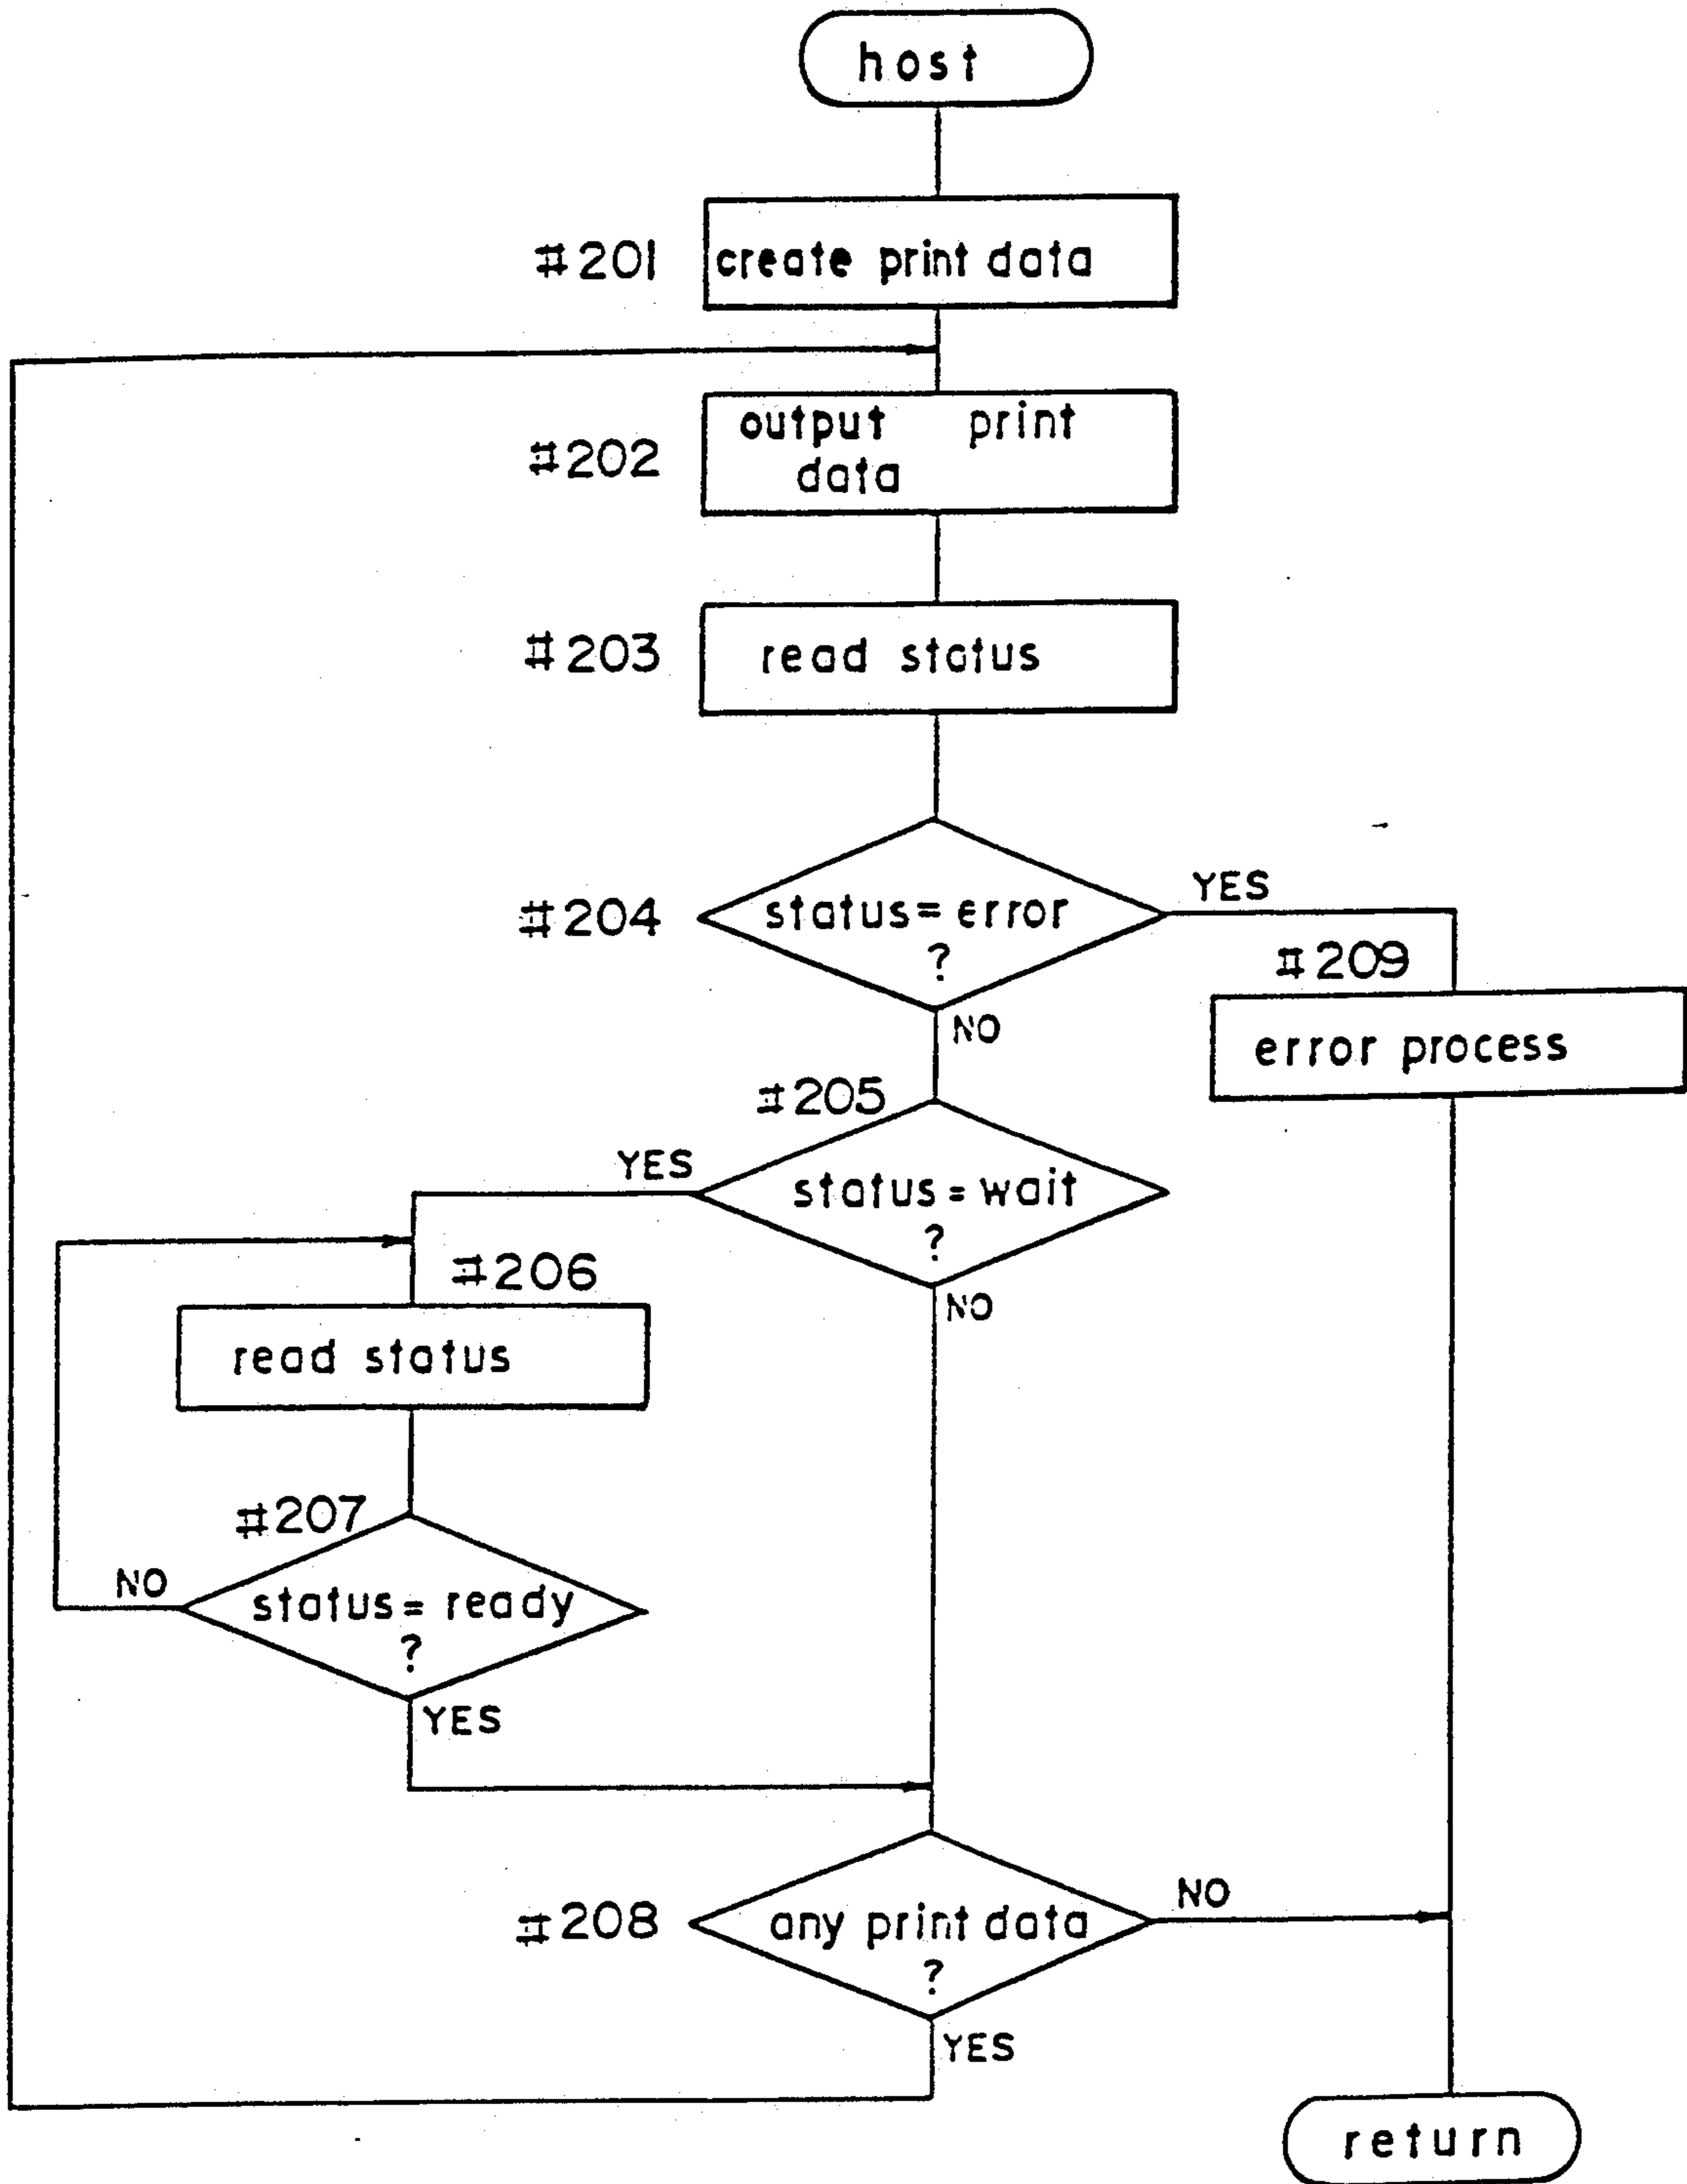 host
#201
create print data
output print
data
#202
#203
read status
#204
status=error
?
YES
NO
#209
error process
#205
YES
status=wait
?
NO
#206
read status
#207
NO
status=ready
?
YES
#208
any print data
?
NO
YES
return